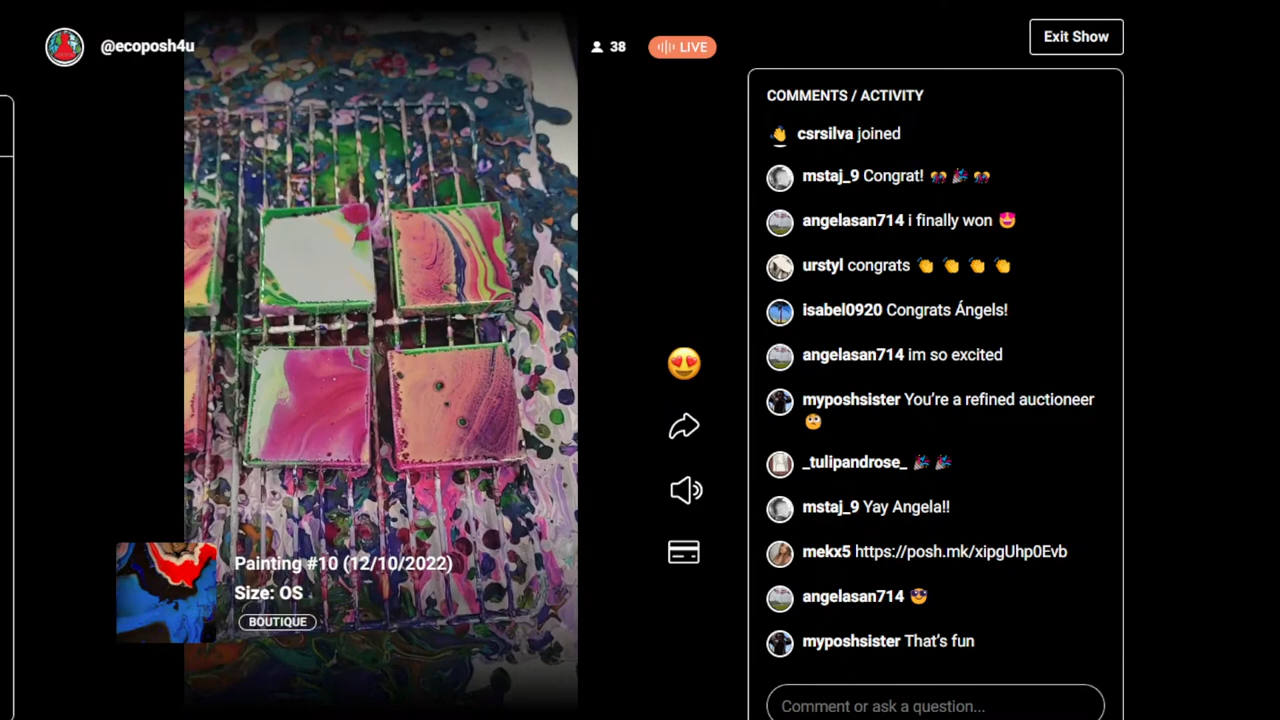 @ecoposh4u
38
LIVE
Exit Show
COMMENTS / ACTIVITY
csrsilva joined
mstaj_9 Congrat! 🎊 🎉 🎊
angelasan714 i finally won 😍
urstyl congrats 👏 👏 👏 👏
isabel0920 Congrats Ángels!
angelasan714 im so excited
myposhsister You’re a refined auctioneer
_tulipandrose_ 🎉 🎉
mstaj_9 Yay Angela!!
mekx5 https://posh.mk/xipgUhp0Evb
angelasan714 😎
myposhsister That’s fun
Comment or ask a question...
Painting #10 (12/10/2022)
Size: OS
BOUTIQUE